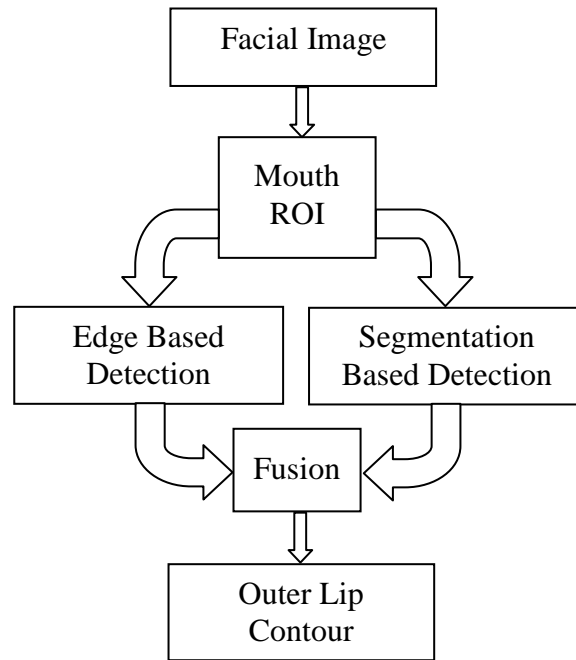 Facial Image
Mouth
ROI
Edge Based
Detection
Segmentation
Based Detection
Fusion
Outer Lip
Contour